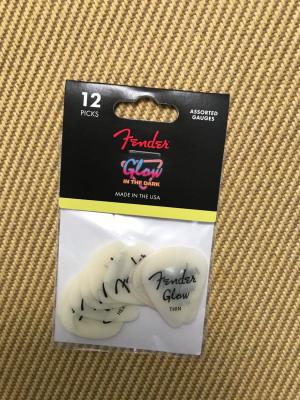 12
PICKS
ASSORTED
GAUGES
Fender
Glow
IN THE DARK
MADE IN THE USA
Fender
Glow
THIN